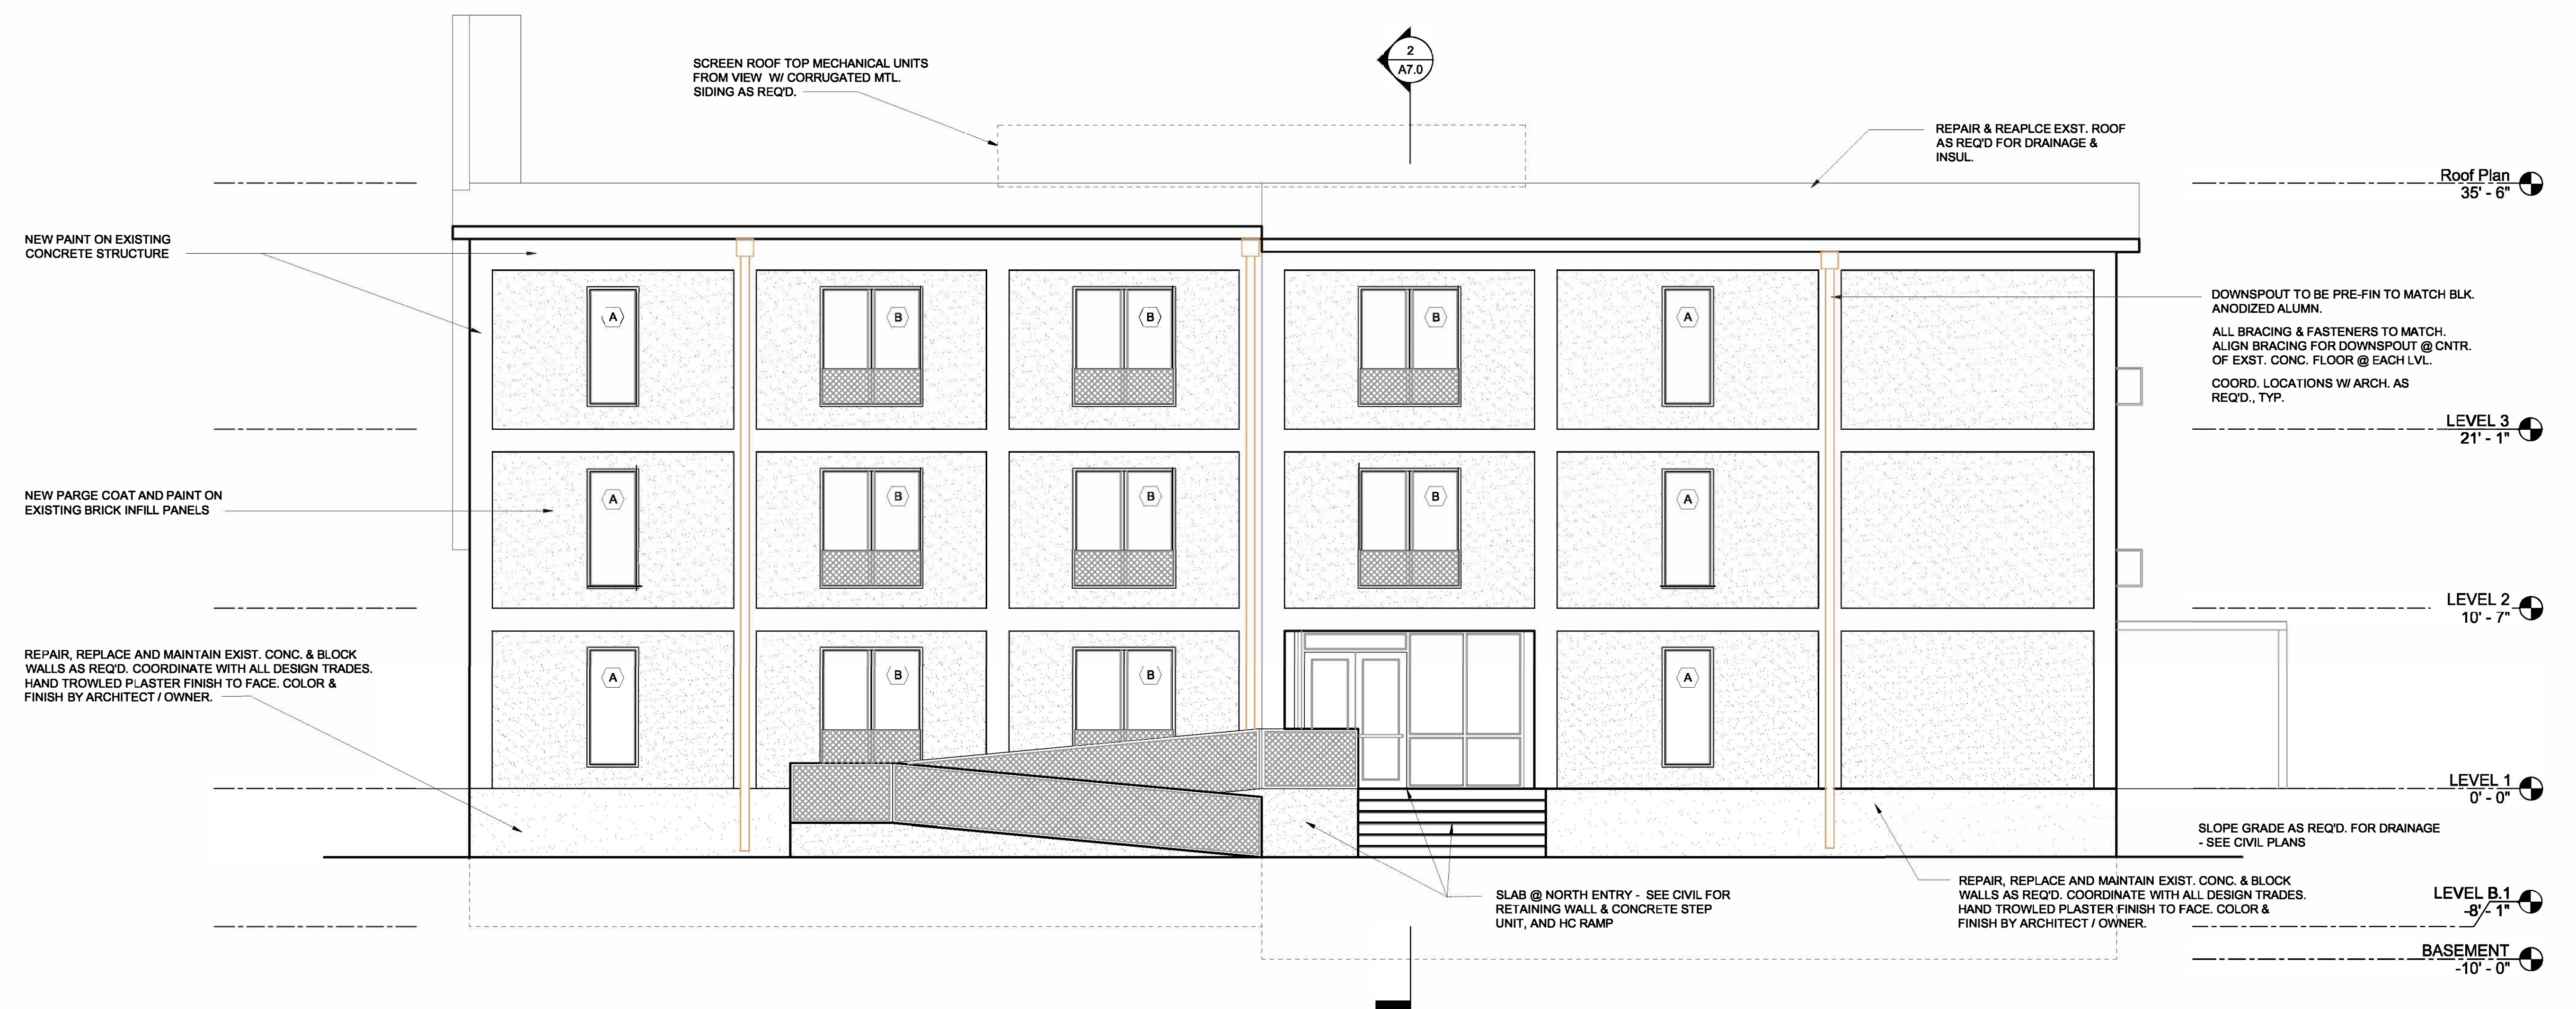 2
A7.0
SCREEN ROOF TOP MECHANICAL UNITS
FROM VIEW W/ CORRUGATED MTL.
SIDING AS REQ'D.
REPAIR & REAPLCE EXST. ROOF
AS REQ'D FOR DRAINAGE &
INSUL.
Roof Plan
35' - 6"
NEW PAINT ON EXISTING
CONCRETE STRUCTURE
DOWNSPOUT TO BE PRE-FIN TO MATCH BLK.
ANODIZED ALUMN.
ALL BRACING & FASTENERS TO MATCH.
ALIGN BRACING FOR DOWNSPOUT @ CNTR.
OF EXST. CONC. FLOOR @ EACH LVL.
COORD. LOCATIONS W/ ARCH. AS
REQ'D., TYP.
A B B B A
LEVEL 3
21' - 1"
NEW PARGE COAT AND PAINT ON
EXISTING BRICK INFILL PANELS
A B B B A
LEVEL 2
10' - 7"
REPAIR, REPLACE AND MAINTAIN EXIST. CONC. & BLOCK
WALLS AS REQ'D. COORDINATE WITH ALL DESIGN TRADES.
HAND TROWLED PLASTER FINISH TO FACE. COLOR &
FINISH BY ARCHITECT / OWNER.
A B B A
LEVEL 1
0' - 0"
SLOPE GRADE AS REQ'D. FOR DRAINAGE
- SEE CIVIL PLANS
SLAB @ NORTH ENTRY - SEE CIVIL FOR
RETAINING WALL & CONCRETE STEP
UNIT, AND HC RAMP
REPAIR, REPLACE AND MAINTAIN EXIST. CONC. & BLOCK
WALLS AS REQ'D. COORDINATE WITH ALL DESIGN TRADES.
HAND TROWLED PLASTER FINISH TO FACE. COLOR &
FINISH BY ARCHITECT / OWNER.
LEVEL B.1
-8' - 1"
BASEMENT
-10' - 0"